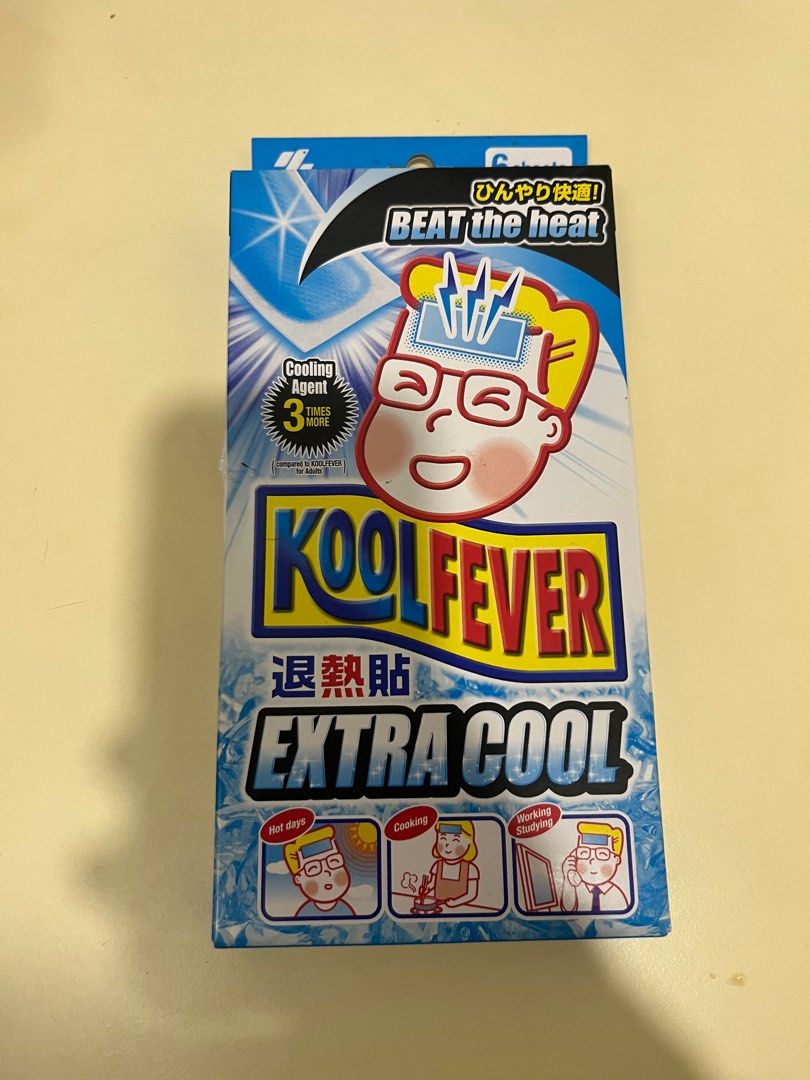 ひんやり快適!
BEAT the heat
Cooling
Agent
3 TIMES
MORE
(compared to KOOLFEVER
for Adults)
KOOLFEVER
退熱貼
EXTRA COOL
Hot days
Cooking
Working
Studying